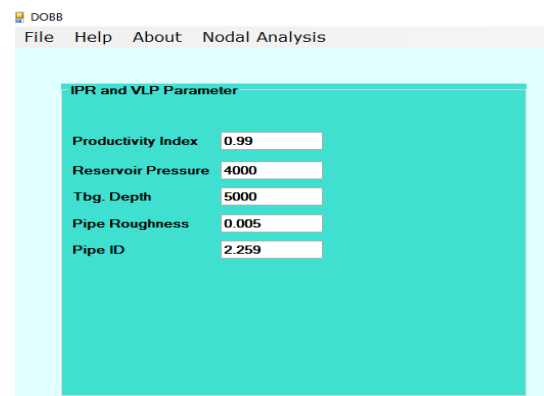 DOBB
File Help About Nodal Analysis
IPR and VLP Parameter
Productivity Index 0.99
Reservoir Pressure 4000
Tbg. Depth 5000
Pipe Roughness 0.005
Pipe ID 2.259